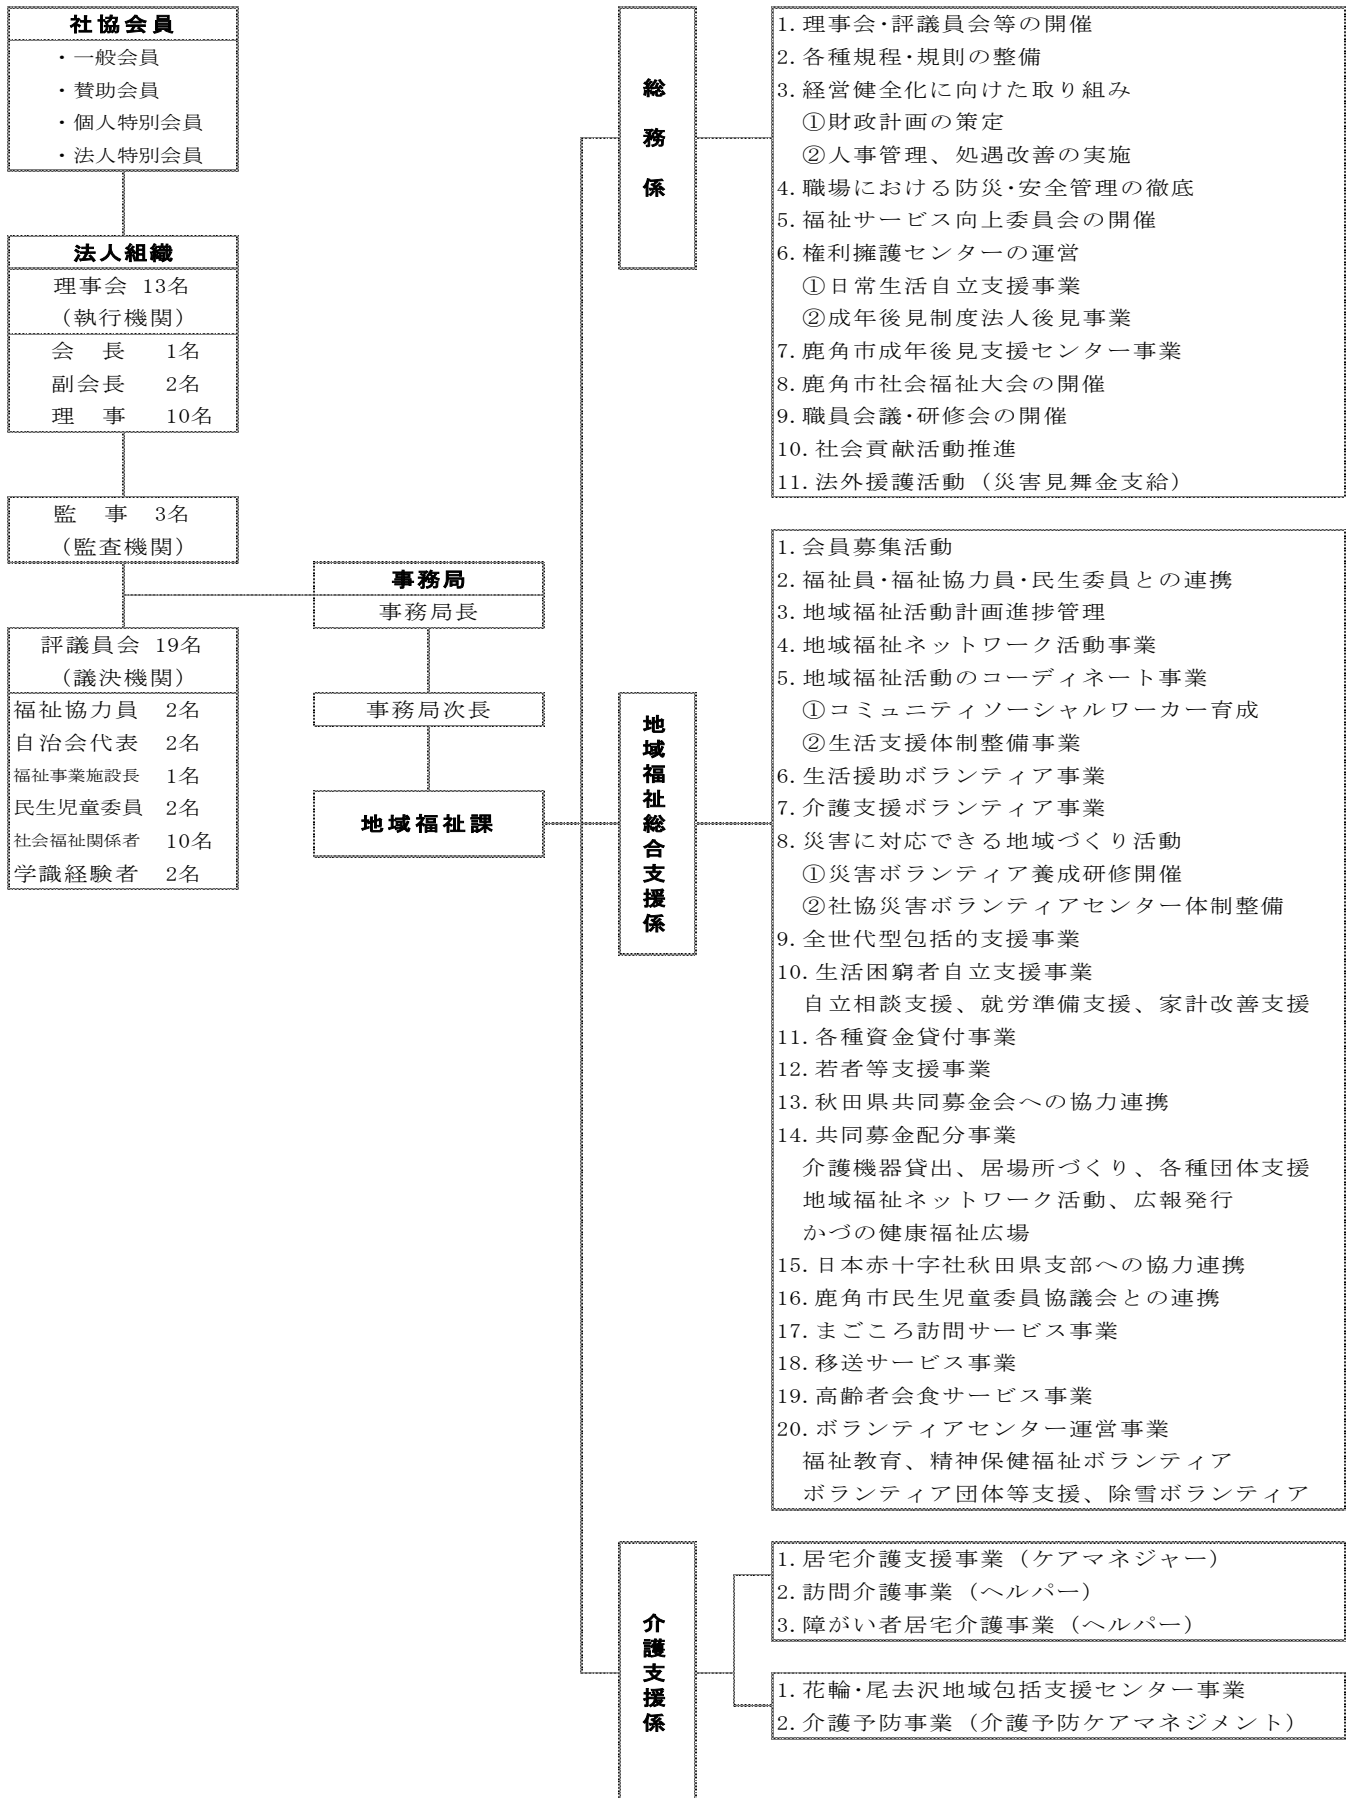 社協会員
・一般会員
・賛助会員
・個人特別会員
・法人特別会員
法人組織
理事会 13名
（執行機関）
会　長　1名
副会長　2名
理　事　10名
監　事　3名
（監査機関）
評議員会 19名
（議決機関）
福祉協力員　2名
自治会代表　2名
福祉事業施設長　1名
民生児童委員　2名
社会福祉関係者　10名
学識経験者　2名
事務局
事務局長
事務局次長
地域福祉課
総務係
1.理事会･評議員会等の開催
2.各種規程･規則の整備
3.経営健全化に向けた取り組み
①財政計画の策定
②人事管理、処遇改善の実施
4.職場における防災･安全管理の徹底
5.福祉サービス向上委員会の開催
6.権利擁護センターの運営
①日常生活自立支援事業
②成年後見制度法人後見事業
7.鹿角市成年後見支援センター事業
8.鹿角市社会福祉大会の開催
9.職員会議･研修会の開催
10.社会貢献活動推進
11.法外援護活動（災害見舞金支給）
地域福祉総合支援係
1.会員募集活動
2.福祉員･福祉協力員･民生委員との連携
3.地域福祉活動計画進捗管理
4.地域福祉ネットワーク活動事業
5.地域福祉活動のコーディネート事業
①コミュニティソーシャルワーカー育成
②生活支援体制整備事業
6.生活援助ボランティア事業
7.介護支援ボランティア事業
8.災害に対応できる地域づくり活動
①災害ボランティア養成研修開催
②社協災害ボランティアセンター体制整備
9.全世代型包括的支援事業
10.生活困窮者自立支援事業
自立相談支援、就労準備支援、家計改善支援
11.各種資金貸付事業
12.若者等支援事業
13.秋田県共同募金会への協力連携
14.共同募金配分事業
介護機器貸出、居場所づくり、各種団体支援
地域福祉ネットワーク活動、広報発行
かづの健康福祉広場
15.日本赤十字社秋田県支部への協力連携
16.鹿角市民生児童委員協議会との連携
17.まごころ訪問サービス事業
18.移送サービス事業
19.高齢者会食サービス事業
20.ボランティアセンター運営事業
福祉教育、精神保健福祉ボランティア
ボランティア団体等支援、除雪ボランティア
介護支援係
1.居宅介護支援事業（ケアマネジャー）
2.訪問介護事業（ヘルパー）
3.障がい者居宅介護事業（ヘルパー）
1.花輪･尾去沢地域包括支援センター事業
2.介護予防事業（介護予防ケアマネジメント）